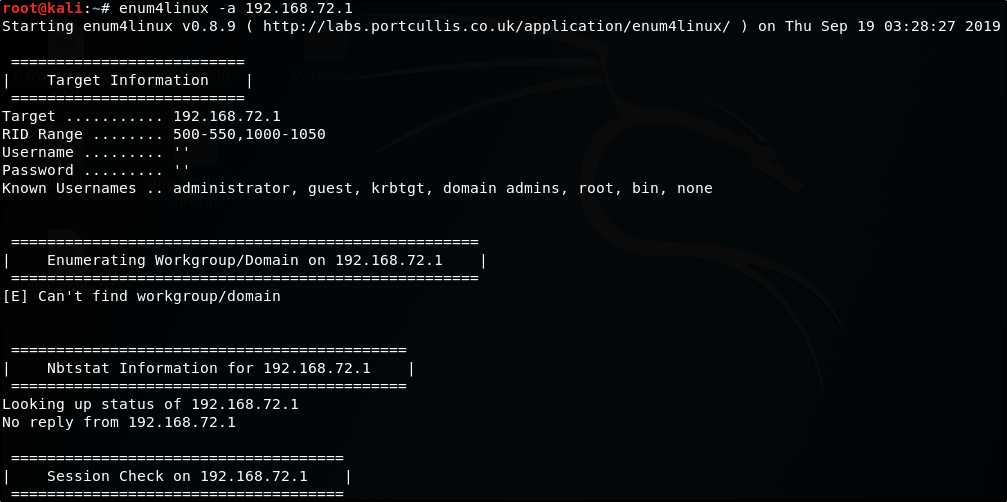 root@kali:~# enum4linux -a 192.168.72.1
Starting enum4linux v0.8.9 ( http://labs.portcullis.co.uk/application/enum4linux/ ) on Thu Sep 19 03:28:27 2019
==========================
|    Target Information    |
==========================
Target ........... 192.168.72.1
RID Range ........ 500-550,1000-1050
Username ......... ''
Password ......... ''
Known Usernames .. administrator, guest, krbtgt, domain admins, root, bin, none
====================================================
|    Enumerating Workgroup/Domain on 192.168.72.1    |
====================================================
[E] Can't find workgroup/domain
============================================
|    Nbtstat Information for 192.168.72.1    |
============================================
Looking up status of 192.168.72.1
No reply from 192.168.72.1
=====================================
|    Session Check on 192.168.72.1    |
=====================================